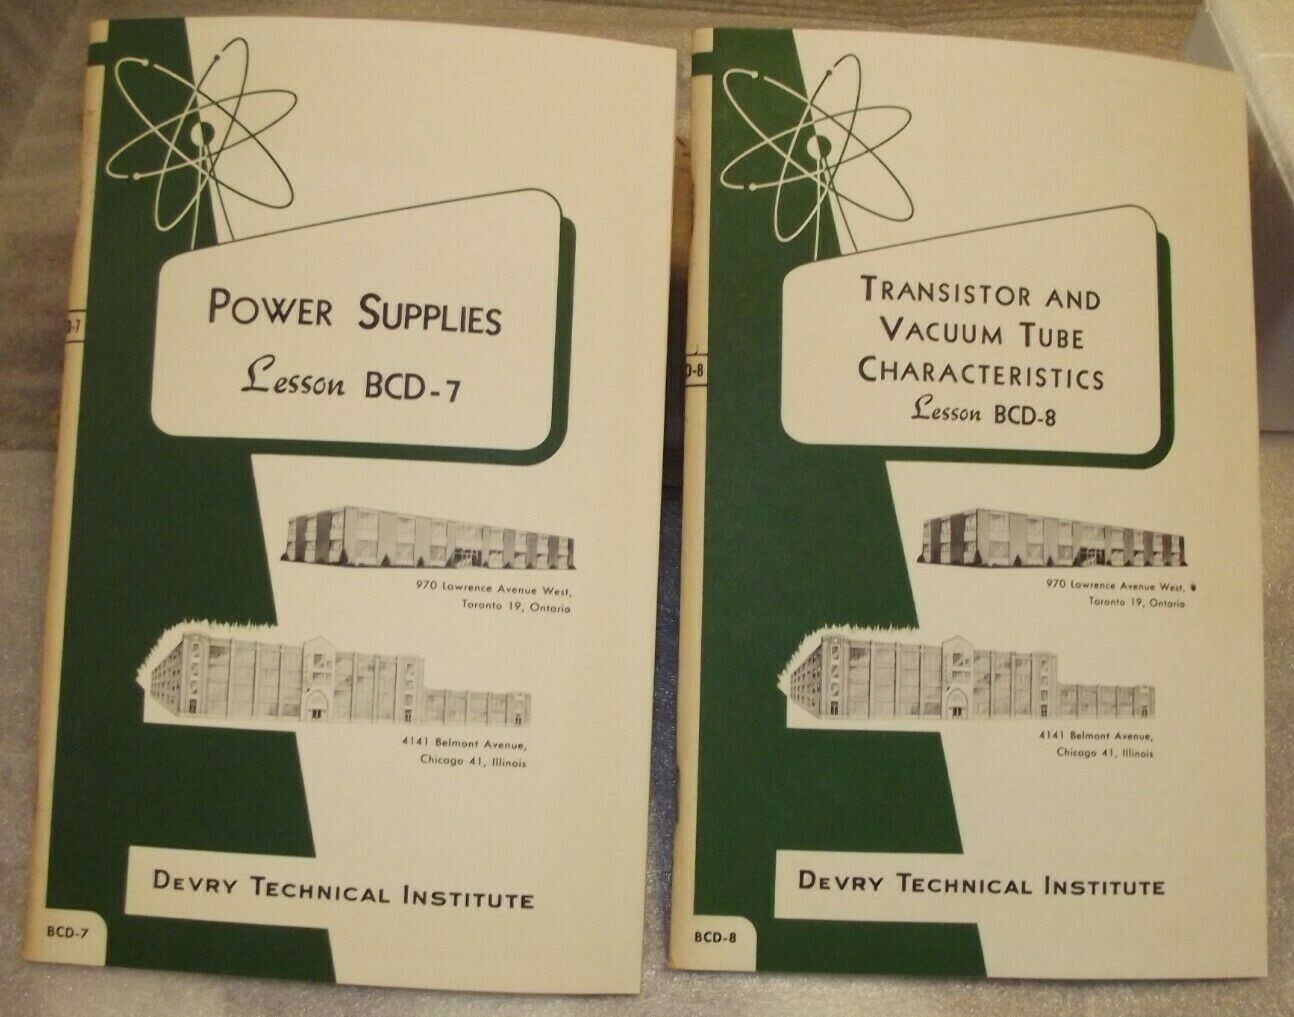 POWER SUPPLIES
Lesson BCD-7
970 Lawrence Avenue West,
Toronto 19, Ontario
4141 Belmont Avenue,
Chicago 41, Illinois
DEVRY TECHNICAL INSTITUTE
BCD-7
TRANSISTOR AND
VACUUM TUBE
CHARACTERISTICS
Lesson BCD-8
D-8
970 Lawrence Avenue West,
Toronto 19, Ontario
4141 Belmont Avenue,
Chicago 41, Illinois
DEVRY TECHNICAL INSTITUTE
BCD-8